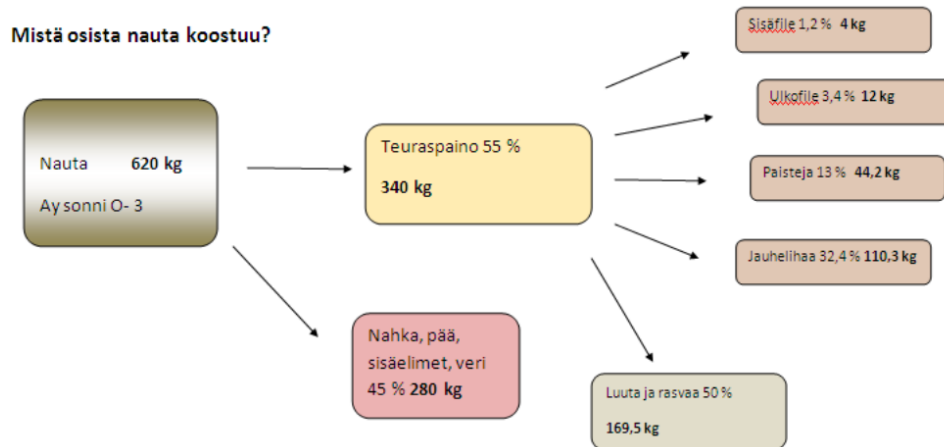 Mistä osista nauta koostuu?
Nauta 620 kg
Ay sonni O- 3
Teuraspaino 55 %
340 kg
Nahka, pää,
sisäelimet, veri
45 % 280 kg
Sisäfile 1,2 % 4 kg
Ulkofile 3,4 % 12 kg
Paisteja 13 % 44,2 kg
Jauhelihaa 32,4 % 110,3 kg
Luuta ja rasvaa 50 %
169,5 kg